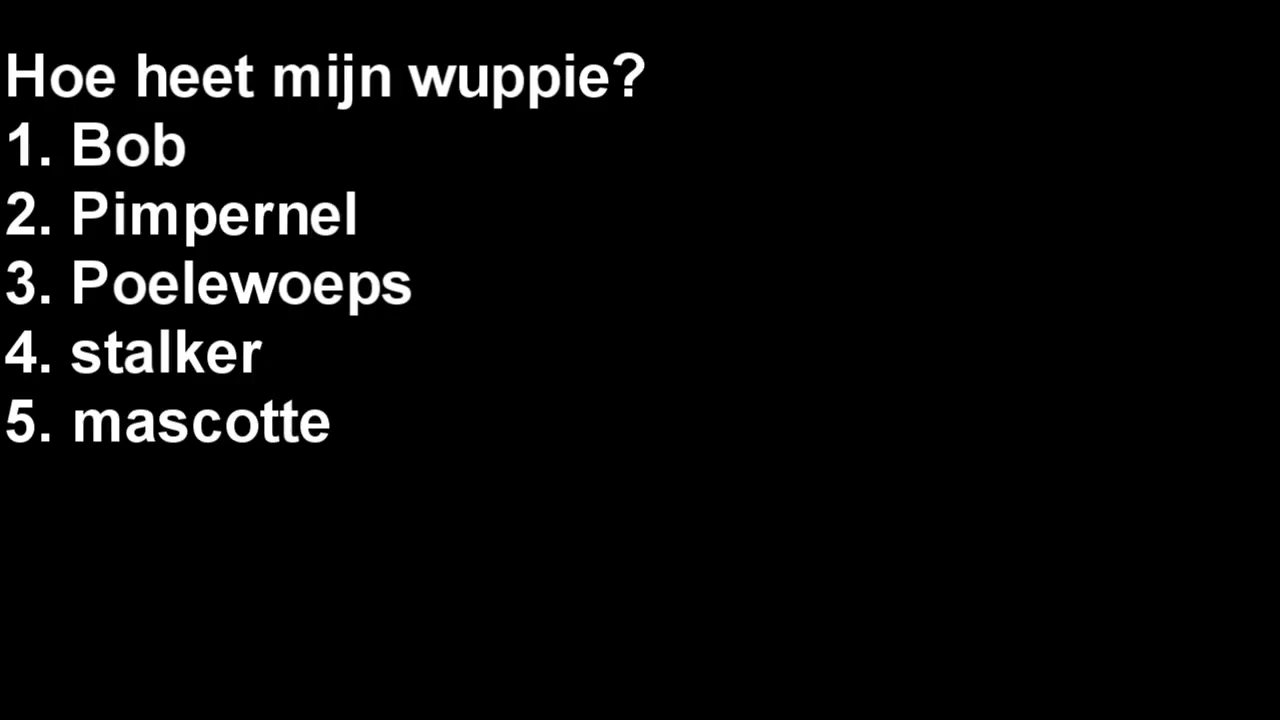 Hoe heet mijn wuppie?
1. Bob
2. Pimpernel
3. Poelewoeps
4. stalker
5. mascotte